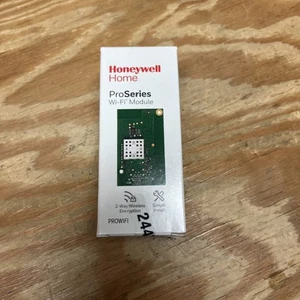 Honeywell
Home
ProSeries
Wi-Fi® Module
2-Way Wireless
Encryption
Simple
Install
PROWIFI
244